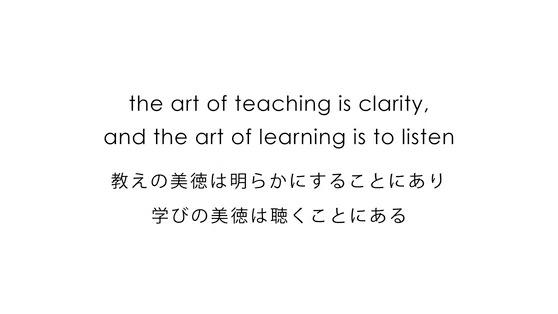 the art of teaching is clarity,
and the art of learning is to listen
教えの美徳は明らかにすることにあり
学びの美徳は聴くことにある